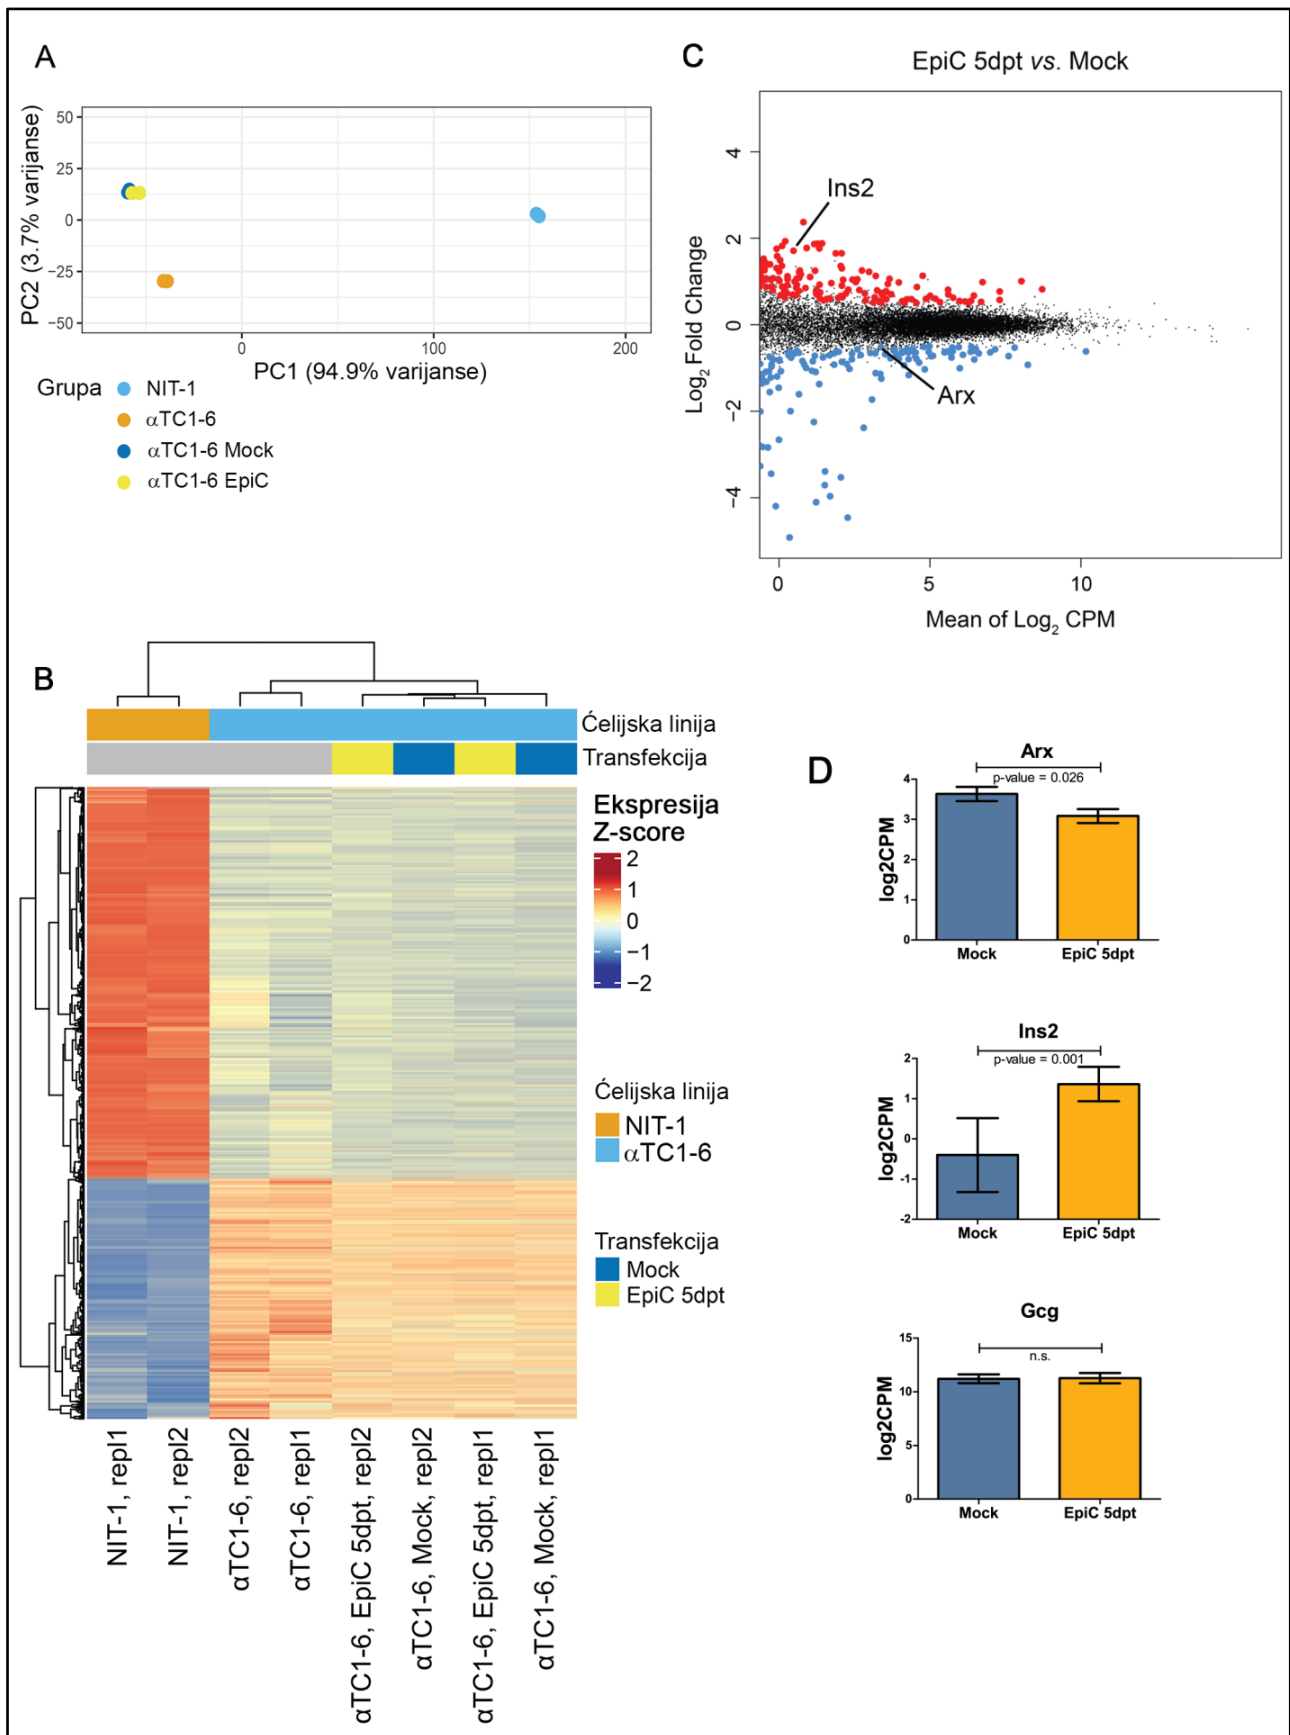 A
PC2 (3.7% varijanse)
50
25
0
−25
−50
0
100
200
PC1 (94.9% varijanse)
Grupa
NIT-1
αTC1-6
αTC1-6 Mock
αTC1-6 EpiC
C
EpiC 5dpt vs. Mock
Log2 Fold Change
4
2
0
−2
−4
Ins2
Arx
0
5
10
Mean of Log2 CPM
B
Ćelijska linija
Transfekcija
Ekspresija
Z-score
2
1
0
−1
−2
Ćelijska linija
NIT-1
αTC1-6
Transfekcija
Mock
EpiC 5dpt
NIT-1, repl1
NIT-1, repl2
αTC1-6, repl2
αTC1-6, repl1
αTC1-6, EpiC 5dpt, repl2
αTC1-6, Mock, repl2
αTC1-6, EpiC 5dpt, repl1
αTC1-6, Mock, repl1
D
Arx
p-value = 0.026
log2CPM
4
3
2
1
0
Mock
EpiC 5dpt
Ins2
p-value = 0.001
log2CPM
2
1
0
-1
-2
Mock
EpiC 5dpt
Gcg
n.s.
log2CPM
15
10
5
0
Mock
EpiC 5dpt